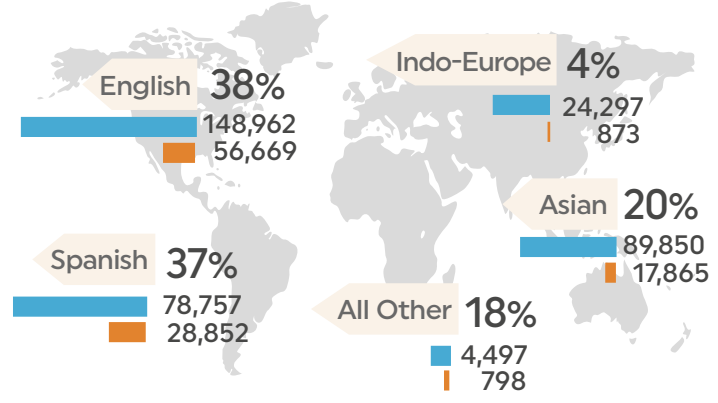 English 38%
148,962
56,669
Indo-Europe 4%
24,297
873
Asian 20%
89,850
17,865
Spanish 37%
78,757
28,852
All Other 18%
4,497
798